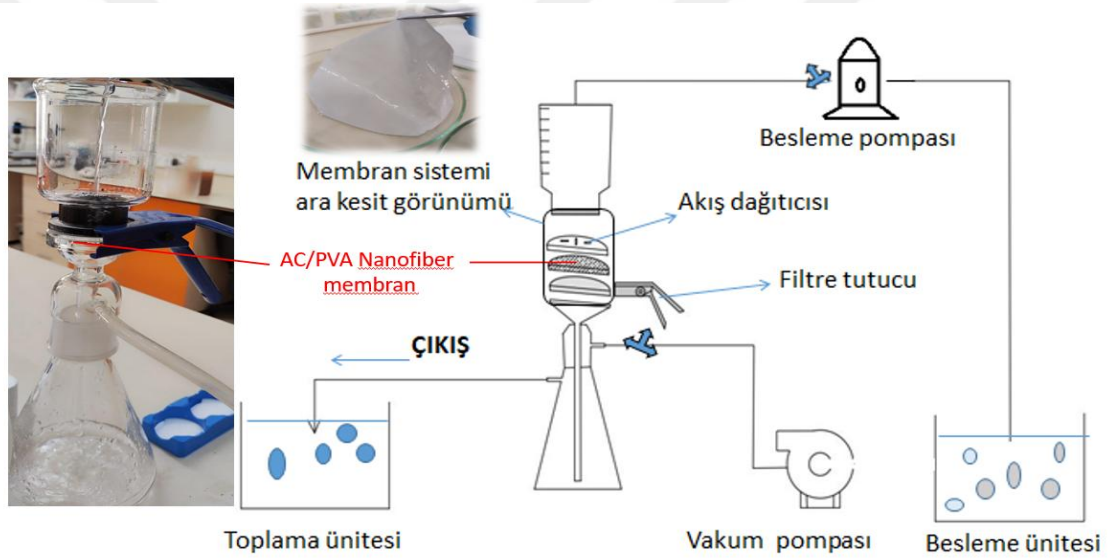 Besleme pompası
Membran sistemi
ara kesit görünümü
Akış dağıtıcısı
AC/PVA Nanofiber
membran
Filtre tutucu
ÇIKIŞ
Toplama ünitesi
Vakum pompası
Besleme ünitesi